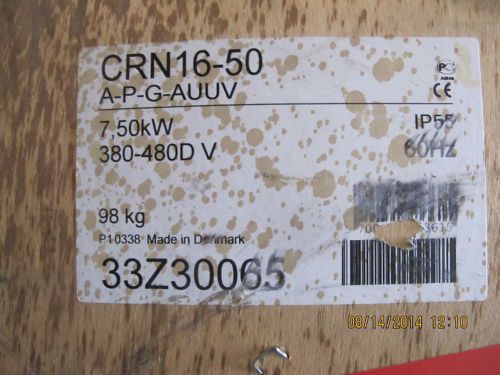 CRN16-50
A-P-G-AUUV
7,50kW IP55
380-480D V 60Hz
98 kg
P10338 Made in Denmark
33Z30065
08/14/2014 12:10